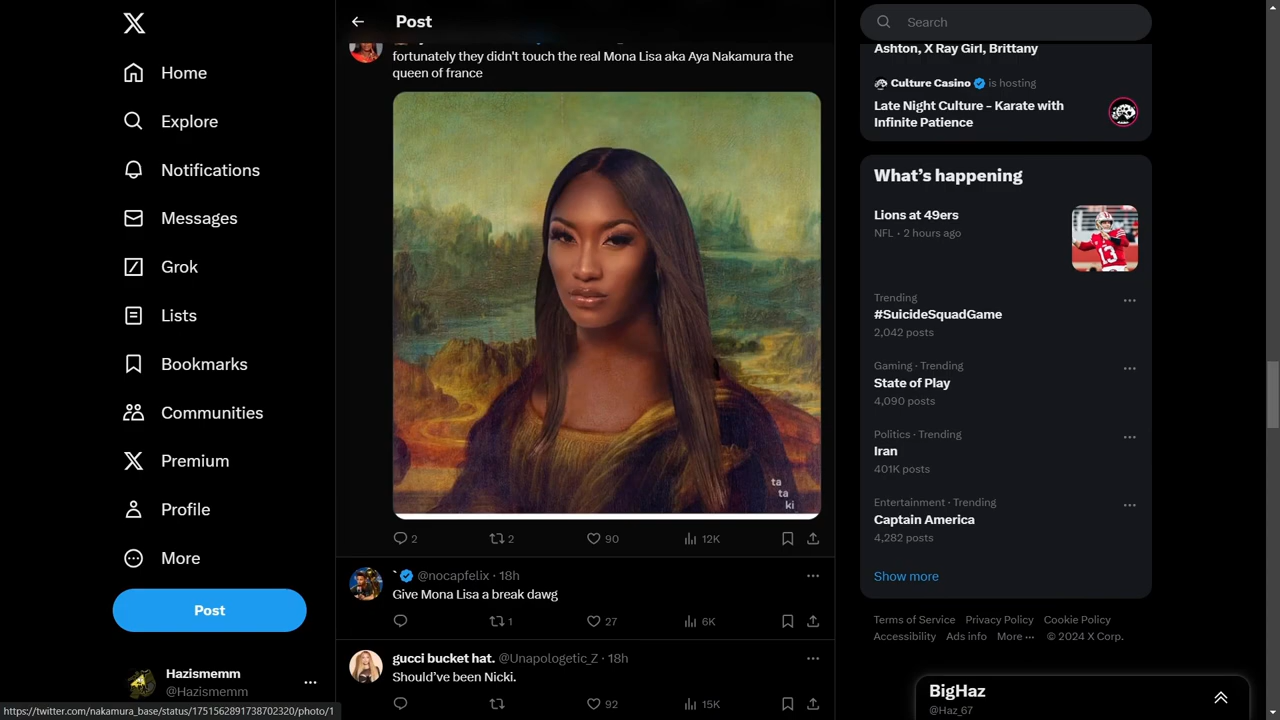 Home
Explore
Notifications
Messages
Grok
Lists
Bookmarks
Communities
Premium
Profile
More
Post
Hazismemm
@Hazismemm
https://twitter.com/nakamura_base/status/1751562891738702320/photo/1
Post
fortunately they didn't touch the real Mona Lisa aka Aya Nakamura the
queen of france
ta
ta
ki
2
2
90
12K
` @nocapfelix · 18h
Give Mona Lisa a break dawg
1
27
6K
gucci bucket hat. @Unapologetic_Z · 18h
Should've been Nicki.
92
15K
Search
Ashton, X Ray Girl, Brittany
Culture Casino is hosting
Late Night Culture - Karate with
Infinite Patience
What's happening
Lions at 49ers
NFL · 2 hours ago
13
Trending
#SuicideSquadGame
2,042 posts
Gaming · Trending
State of Play
4,090 posts
Politics · Trending
Iran
401K posts
Entertainment · Trending
Captain America
4,282 posts
Show more
Terms of Service Privacy Policy Cookie Policy
Accessibility Ads info More ··· © 2024 X Corp.
BigHaz
@Haz_67